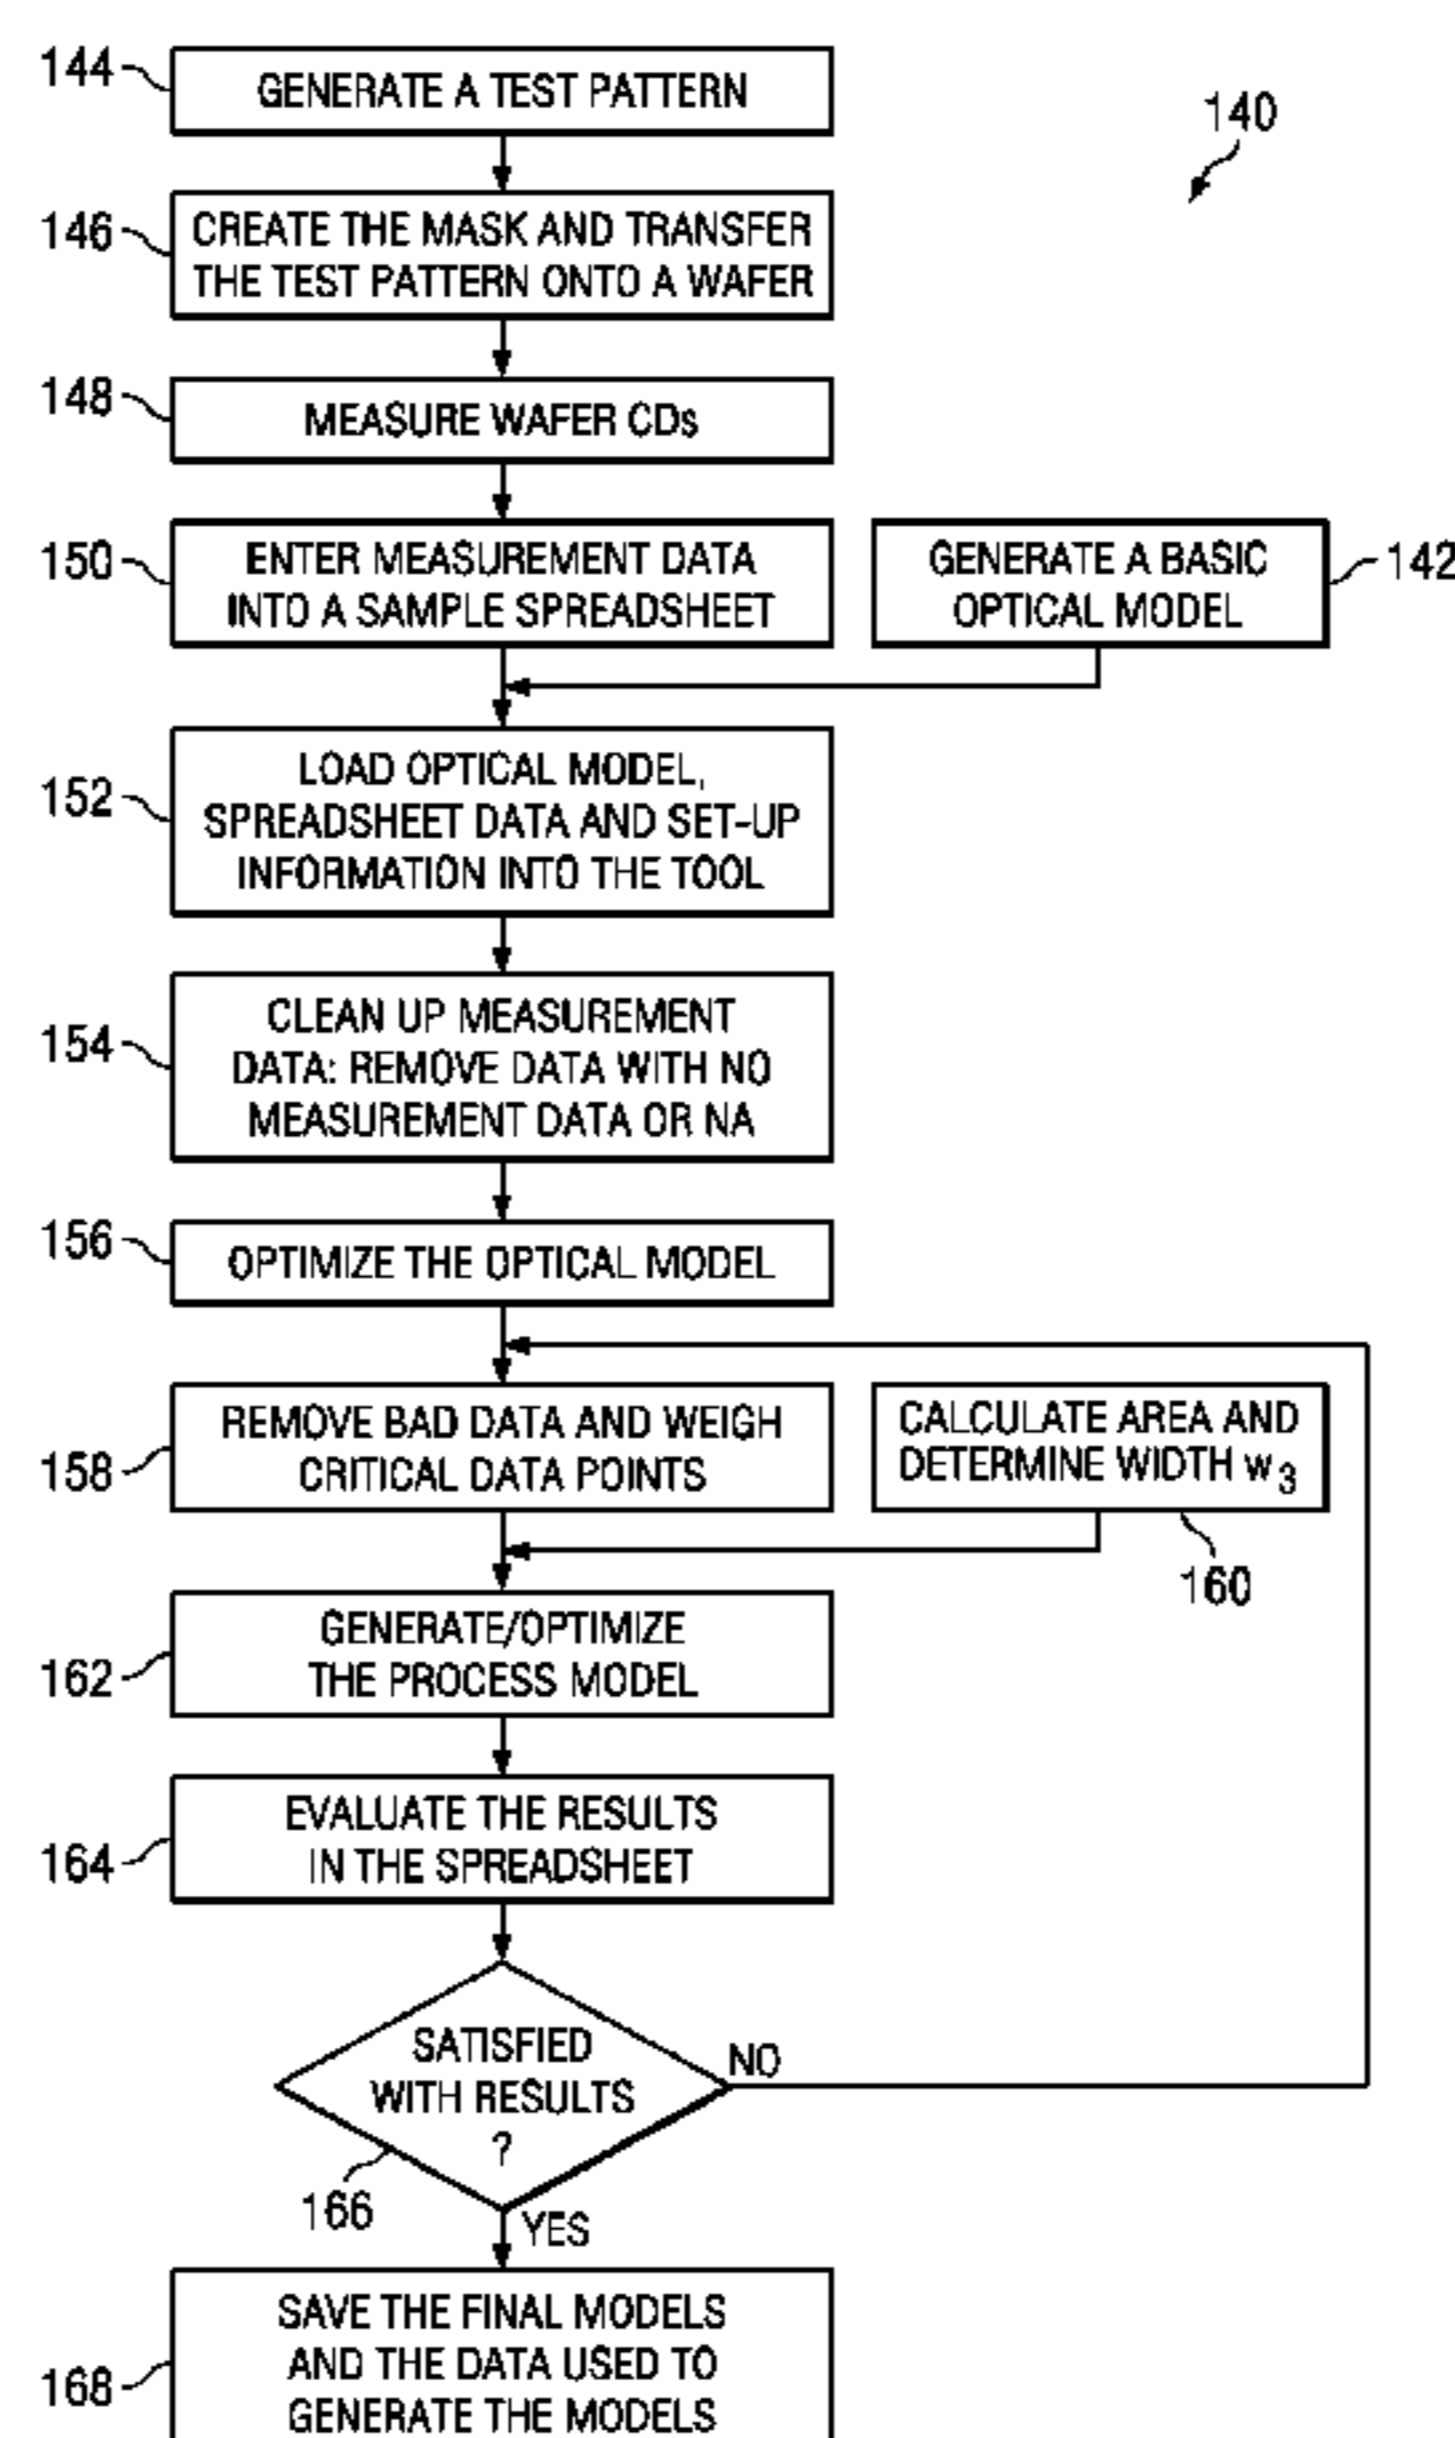 144
GENERATE A TEST PATTERN
140
146
CREATE THE MASK AND TRANSFER
THE TEST PATTERN ONTO A WAFER
148
MEASURE WAFER CDs
150
ENTER MEASUREMENT DATA
INTO A SAMPLE SPREADSHEET
GENERATE A BASIC
OPTICAL MODEL
142
152
LOAD OPTICAL MODEL,
SPREADSHEET DATA AND SET-UP
INFORMATION INTO THE TOOL
154
CLEAN UP MEASUREMENT
DATA: REMOVE DATA WITH NO
MEASUREMENT DATA OR NA
156
OPTIMIZE THE OPTICAL MODEL
158
REMOVE BAD DATA AND WEIGH
CRITICAL DATA POINTS
CALCULATE AREA AND
DETERMINE WIDTH w3
160
162
GENERATE/OPTIMIZE
THE PROCESS MODEL
164
EVALUATE THE RESULTS
IN THE SPREADSHEET
SATISFIED
WITH RESULTS
?
NO
166
YES
168
SAVE THE FINAL MODELS
AND THE DATA USED TO
GENERATE THE MODELS